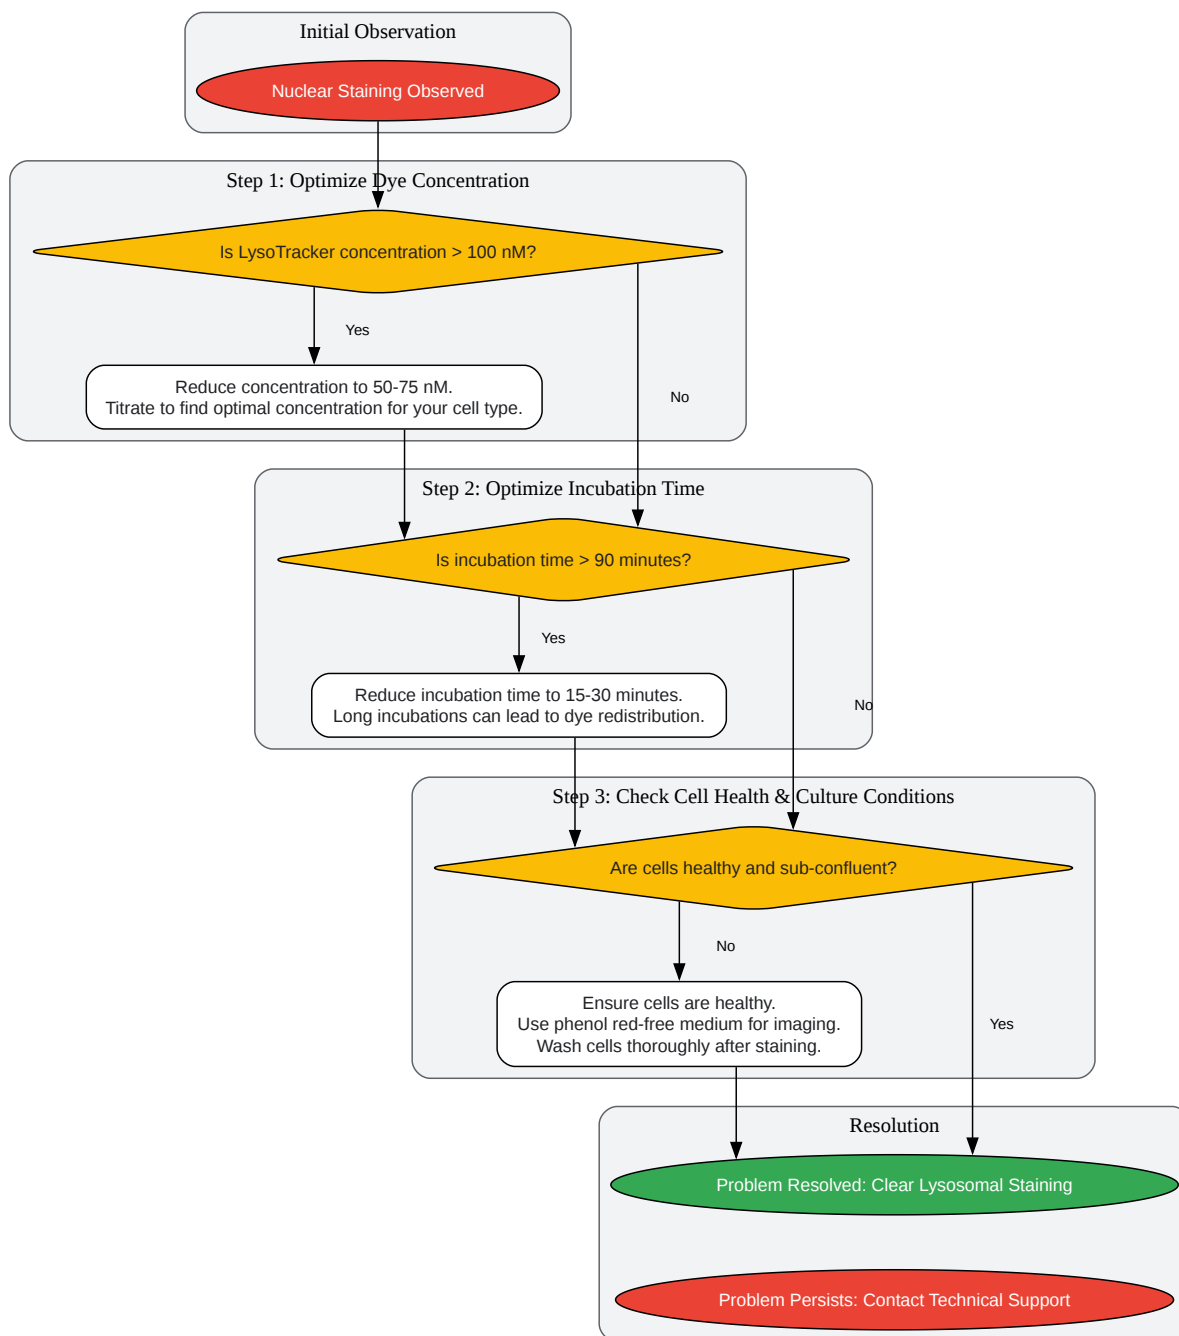 Initial Observation
Nuclear Staining Observed
Step 1: Optimize Dye Concentration
Is LysoTracker concentration > 100 nM?
Yes
Reduce concentration to 50-75 nM.
Titrate to find optimal concentration for your cell type.
No
Step 2: Optimize Incubation Time
Is incubation time > 90 minutes?
Yes
Reduce incubation time to 15-30 minutes.
Long incubations can lead to dye redistribution.
No
Step 3: Check Cell Health & Culture Conditions
Are cells healthy and sub-confluent?
No
Ensure cells are healthy.
Use phenol red-free medium for imaging.
Wash cells thoroughly after staining.
Yes
Resolution
Problem Resolved: Clear Lysosomal Staining
Problem Persists: Contact Technical Support